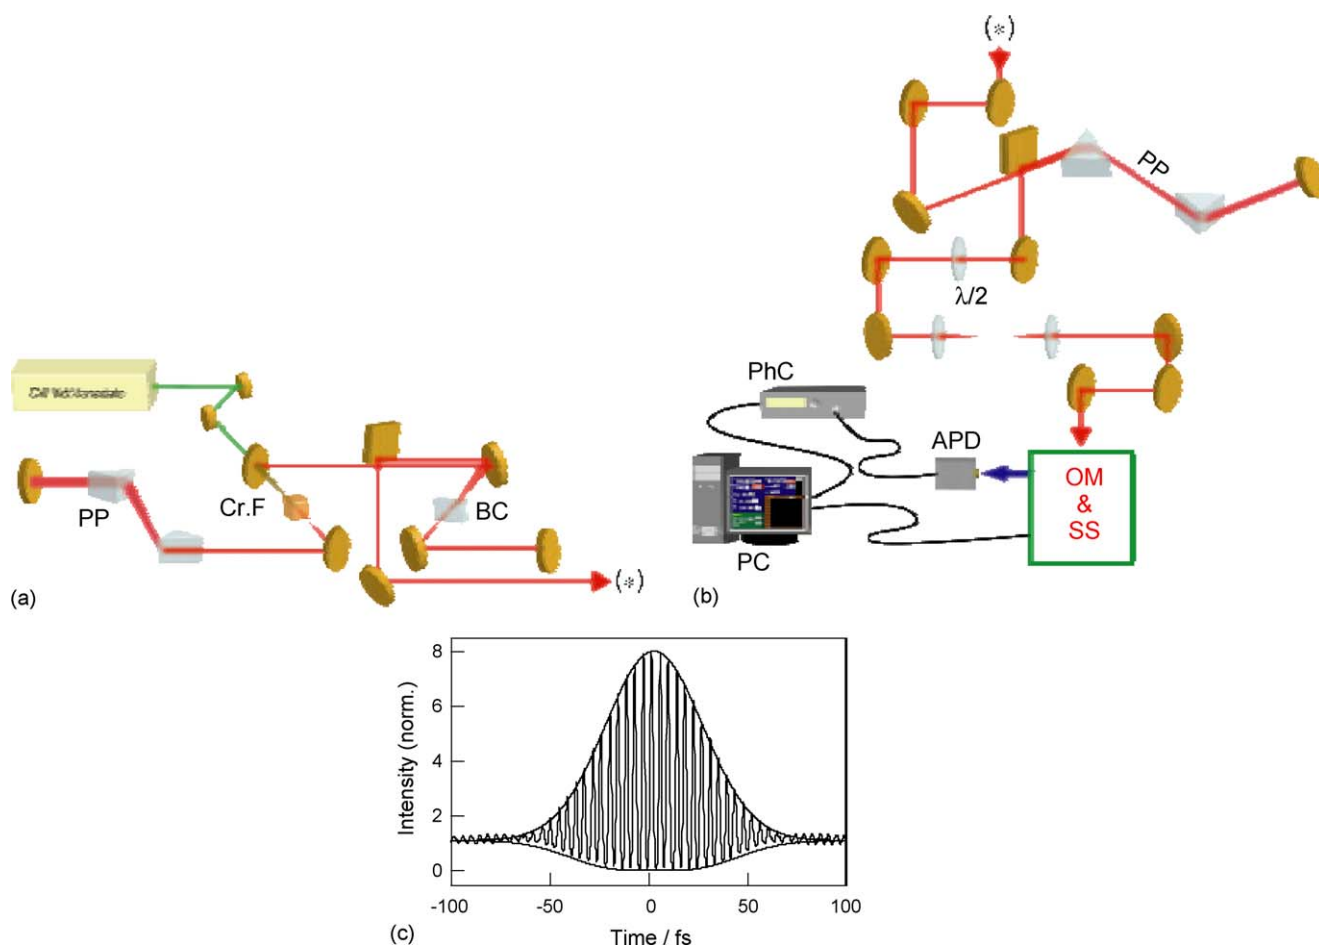 (*)
PP
λ/2
PhC
APD
OM
&
SS
PC
(b)
PP
Cr.F
BC
(*)
(a)
Intensity (norm.)
8
6
4
2
0
-100
-50
0
50
100
Time / fs
(c)